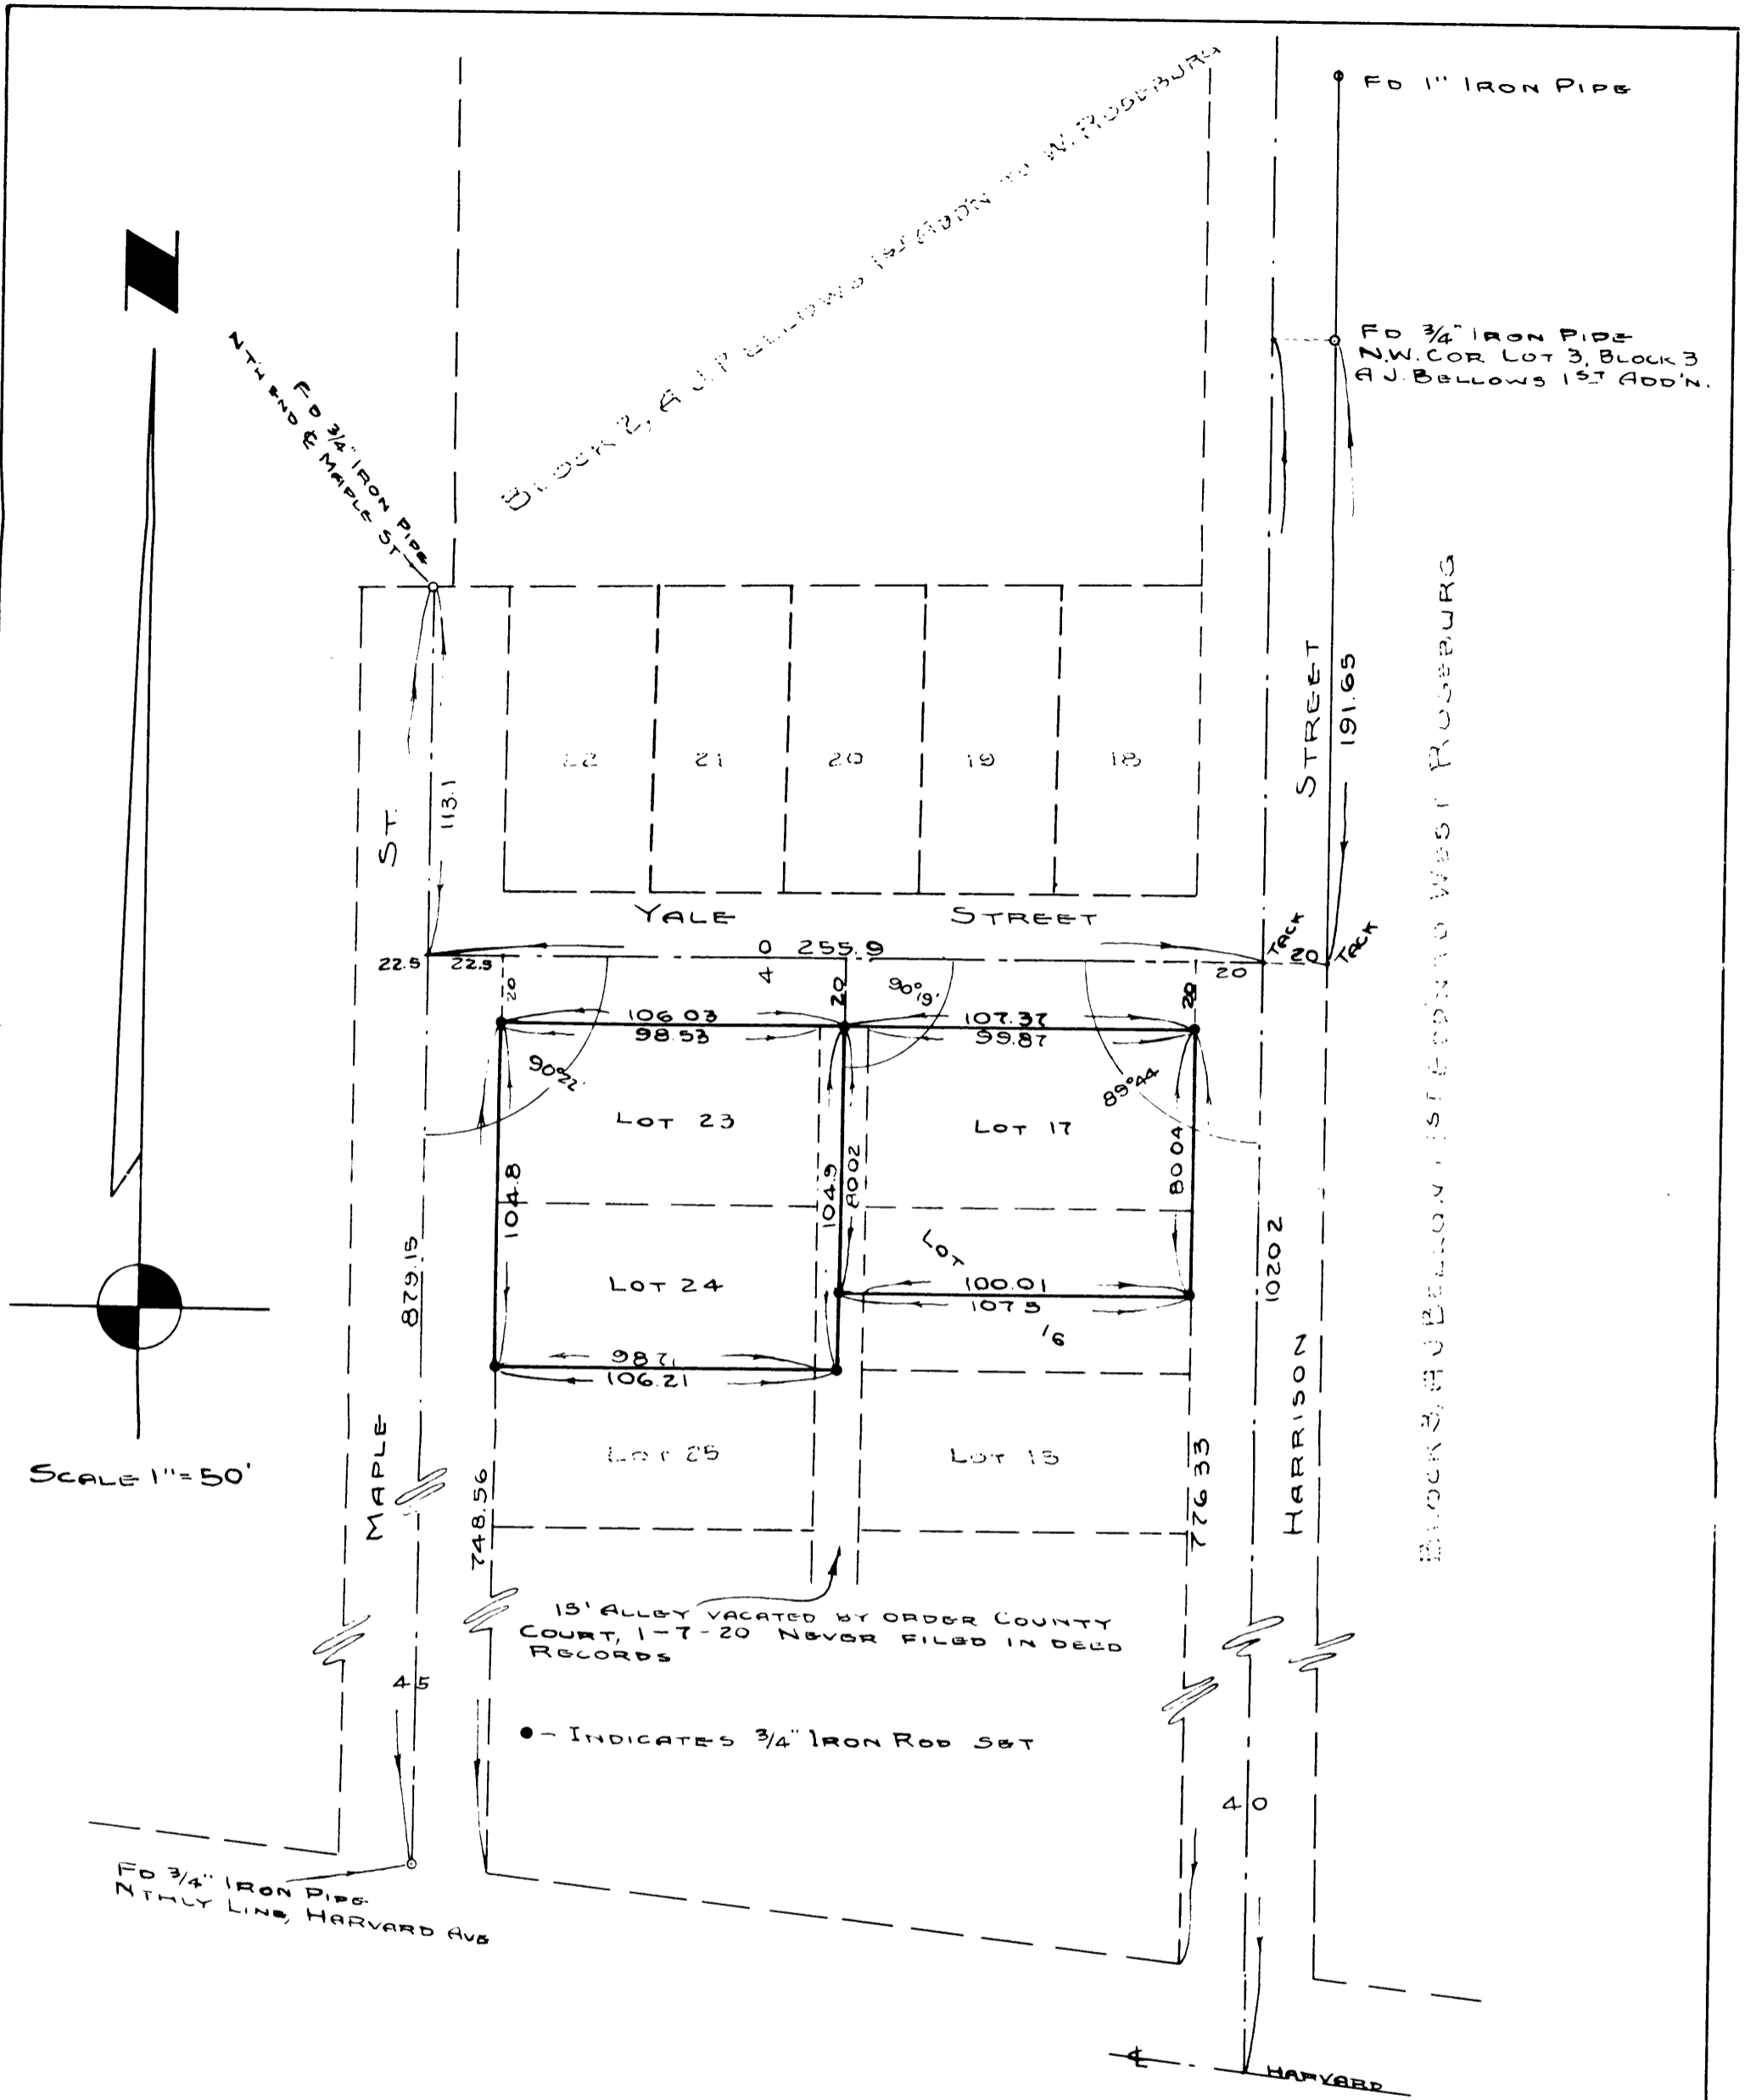 BLOCK 2, A J. BELLOWS 1ST ADD'N TO W. ROSEBURG
FD 1" IRON PIPE
FD 3/4" IRON PIPE
N.W. COR LOT 3, BLOCK 3
A J. BELLOWS 1ST ADD'N.
N
FD 3/4" IRON PIPE
NTH END ℄ MAPLE ST
22
21
20
19
18
ST.
113.1
STREET
191.65
BLOCK 3, A J BELLOWS 1ST ADD'N TO WEST ROSEBURG
YALE STREET
40
255.9
TACK
20
TACK
22.5
22.5
20
20
20
20
90°19'
106.03
98.53
107.37
99.87
90°22'
89°44
LOT 23
LOT 17
104.8
104.9
80 02
80 04
879.15
1020 2
LOT 24
LOT
16
100.01
107 5
98 71
106.21
LOT 25
LOT 15
MAPLE
748.56
776 33
HARRISON
SCALE 1"=50'
15' ALLEY VACATED BY ORDER COUNTY
COURT, 1-7-20 NEVER FILED IN DEED
RECORDS
45
●- INDICATES 3/4" IRON ROD SET
40
FD 3/4" IRON PIPE
NTHLY LINE, HARVARD AVE
℄ HARVARD